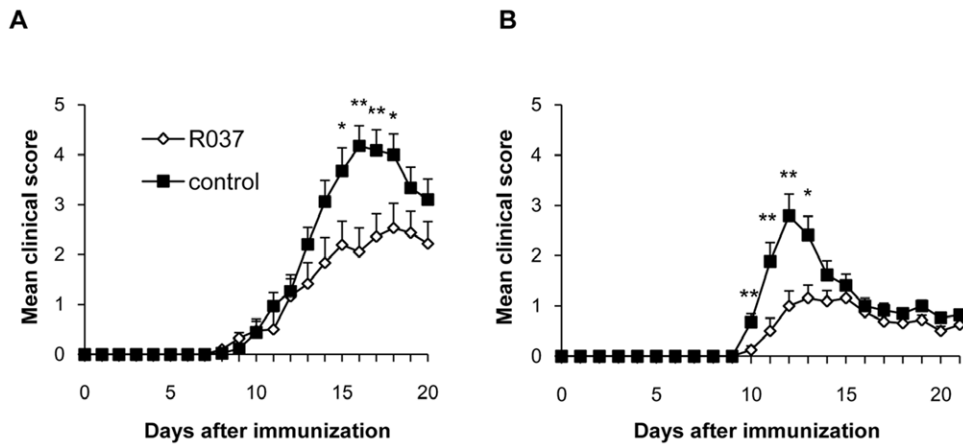 A
Mean clinical score
5
4
3
2
1
0
R037
control
* ** ** *
0 5 10 15 20
Days after immunization
B
Mean clinical score
5
4
3
2
1
0
** ** ** *
0 5 10 15 20
Days after immunization